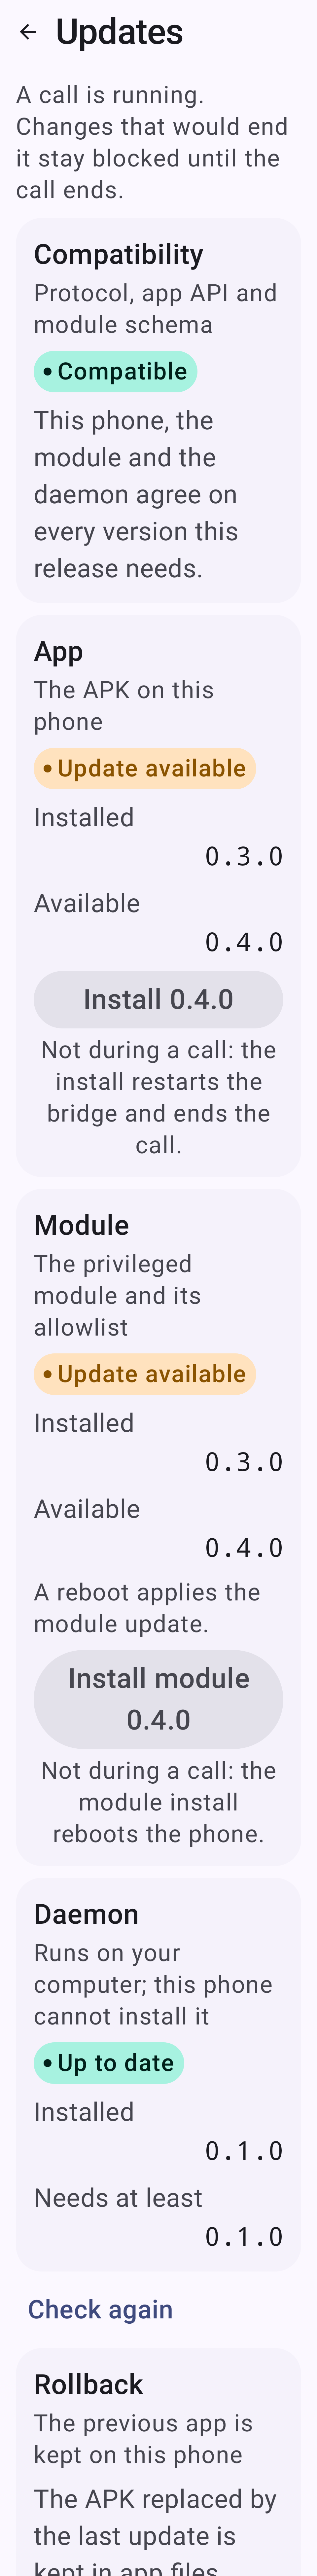 Updates
A call is running.
Changes that would end
it stay blocked until the
call ends.
Compatibility
Protocol, app API and
module schema
• Compatible
This phone, the
module and the
daemon agree on
every version this
release needs.
App
The APK on this
phone
• Update available
Installed
0.3.0
Available
0.4.0
Install 0.4.0
Not during a call: the
install restarts the
bridge and ends the
call.
Module
The privileged
module and its
allowlist
• Update available
Installed
0.3.0
Available
0.4.0
A reboot applies the
module update.
Install module
0.4.0
Not during a call: the
module install
reboots the phone.
Daemon
Runs on your
computer; this phone
cannot install it
• Up to date
Installed
0.1.0
Needs at least
0.1.0
Check again
Rollback
The previous app is
kept on this phone
The APK replaced by
the last update is
kept in app files